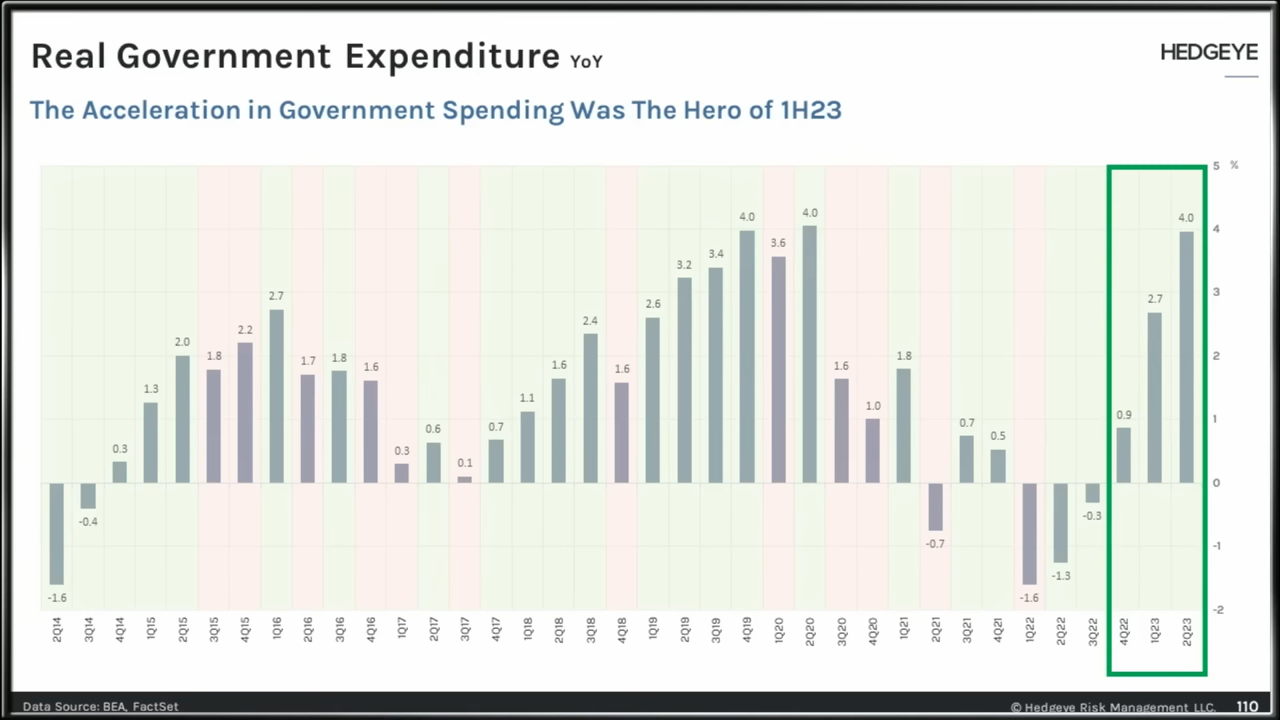 Real Government Expenditure YoY
HEDGEYE
The Acceleration in Government Spending Was The Hero of 1H23
5 %
4
3
2
1
0
-1
-2
-1.6
-0.4
0.3
1.3
2.0
1.8
2.2
2.7
1.7
1.8
1.6
0.3
0.6
0.1
0.7
1.1
1.6
2.4
1.6
2.6
3.2
3.4
4.0
3.6
4.0
1.6
1.0
1.8
-0.7
0.7
0.5
-1.6
-1.3
-0.3
0.9
2.7
4.0
2Q14
3Q14
4Q14
1Q15
2Q15
3Q15
4Q15
1Q16
2Q16
3Q16
4Q16
1Q17
2Q17
3Q17
4Q17
1Q18
2Q18
3Q18
4Q18
1Q19
2Q19
3Q19
4Q19
1Q20
2Q20
3Q20
4Q20
1Q21
2Q21
3Q21
4Q21
1Q22
2Q22
3Q22
4Q22
1Q23
2Q23
Data Source: BEA, FactSet
© Hedgeye Risk Management LLC. 110